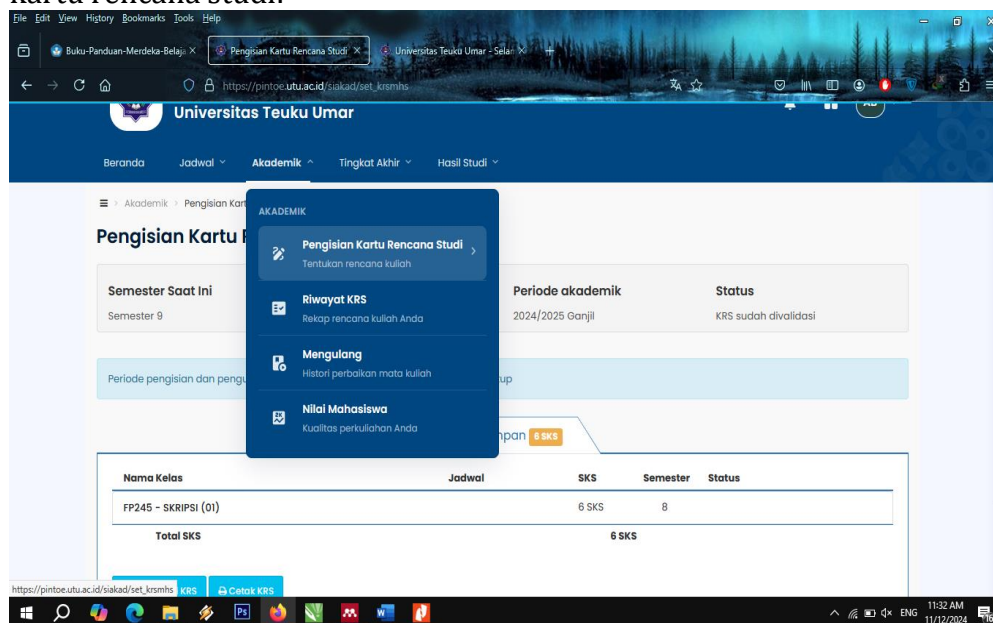 kartu rencana studi.
File Edit View History Bookmarks Tools Help
Buku-Panduan-Merdeka-Belaja
Pengisian Kartu Rencana Studi
Universitas Teuku Umar - Selan
https://pintoe.utu.ac.id/siakad/set_krsmhs
Universitas Teuku Umar
AB
Beranda Jadwal Akademik Tingkat Akhir Hasil Studi
Akademik > Pengisian Kart
Pengisian Kartu R
AKADEMIK
Pengisian Kartu Rencana Studi
Tentukan rencana kuliah
Riwayat KRS
Rekap rencana kuliah Anda
Mengulang
Histori perbaikan mata kuliah
Nilai Mahasiswa
Kualitas perkuliahan Anda
Semester Saat Ini
Semester 9
Periode akademik
2024/2025 Ganjil
Status
KRS sudah divalidasi
Periode pengisian dan pengu
up
npan 6 SKS
Nama Kelas Jadwal SKS Semester Status
FP245 - SKRIPSI (01) 6 SKS 8
Total SKS 6 SKS
KRS Cetak KRS
https://pintoe.utu.ac.id/siakad/set_krsmhs
ENG 11:32 AM
11/12/2024